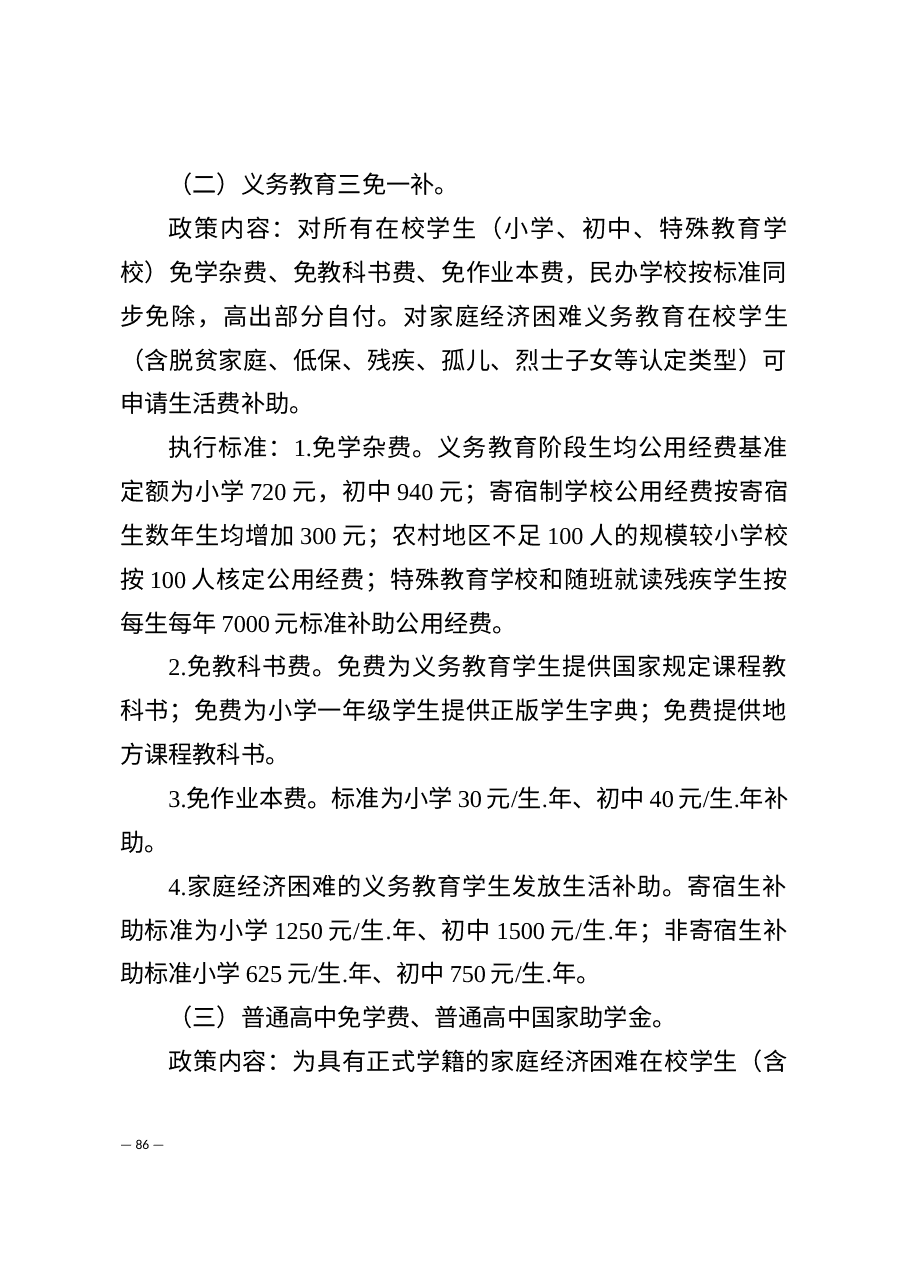 （二）义务教育三免一补。
政策内容：对所有在校学生（小学、初中、特殊教育学
校）免学杂费、免教科书费、免作业本费，民办学校按标准同
步免除，高出部分自付。对家庭经济困难义务教育在校学生
（含脱贫家庭、低保、残疾、孤儿、烈士子女等认定类型）可
申请生活费补助。
执行标准：1.免学杂费。义务教育阶段生均公用经费基准
定额为小学 720 元，初中 940 元；寄宿制学校公用经费按寄宿
生数年生均增加 300 元；农村地区不足 100 人的规模较小学校
按 100 人核定公用经费；特殊教育学校和随班就读残疾学生按
每生每年 7000 元标准补助公用经费。
2.免教科书费。免费为义务教育学生提供国家规定课程教
科书；免费为小学一年级学生提供正版学生字典；免费提供地
方课程教科书。
3.免作业本费。标准为小学 30 元/生.年、初中 40 元/生.年补
助。
4.家庭经济困难的义务教育学生发放生活补助。寄宿生补
助标准为小学 1250 元/生.年、初中 1500 元/生.年；非寄宿生补
助标准小学 625 元/生.年、初中 750 元/生.年。
（三）普通高中免学费、普通高中国家助学金。
政策内容：为具有正式学籍的家庭经济困难在校学生（含
— 86 —